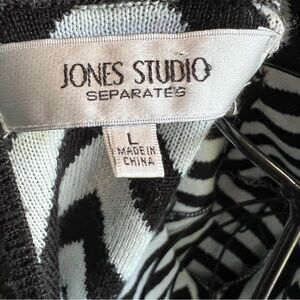 JONES STUDIO
SEPARATES
L
MADE IN
CHINA